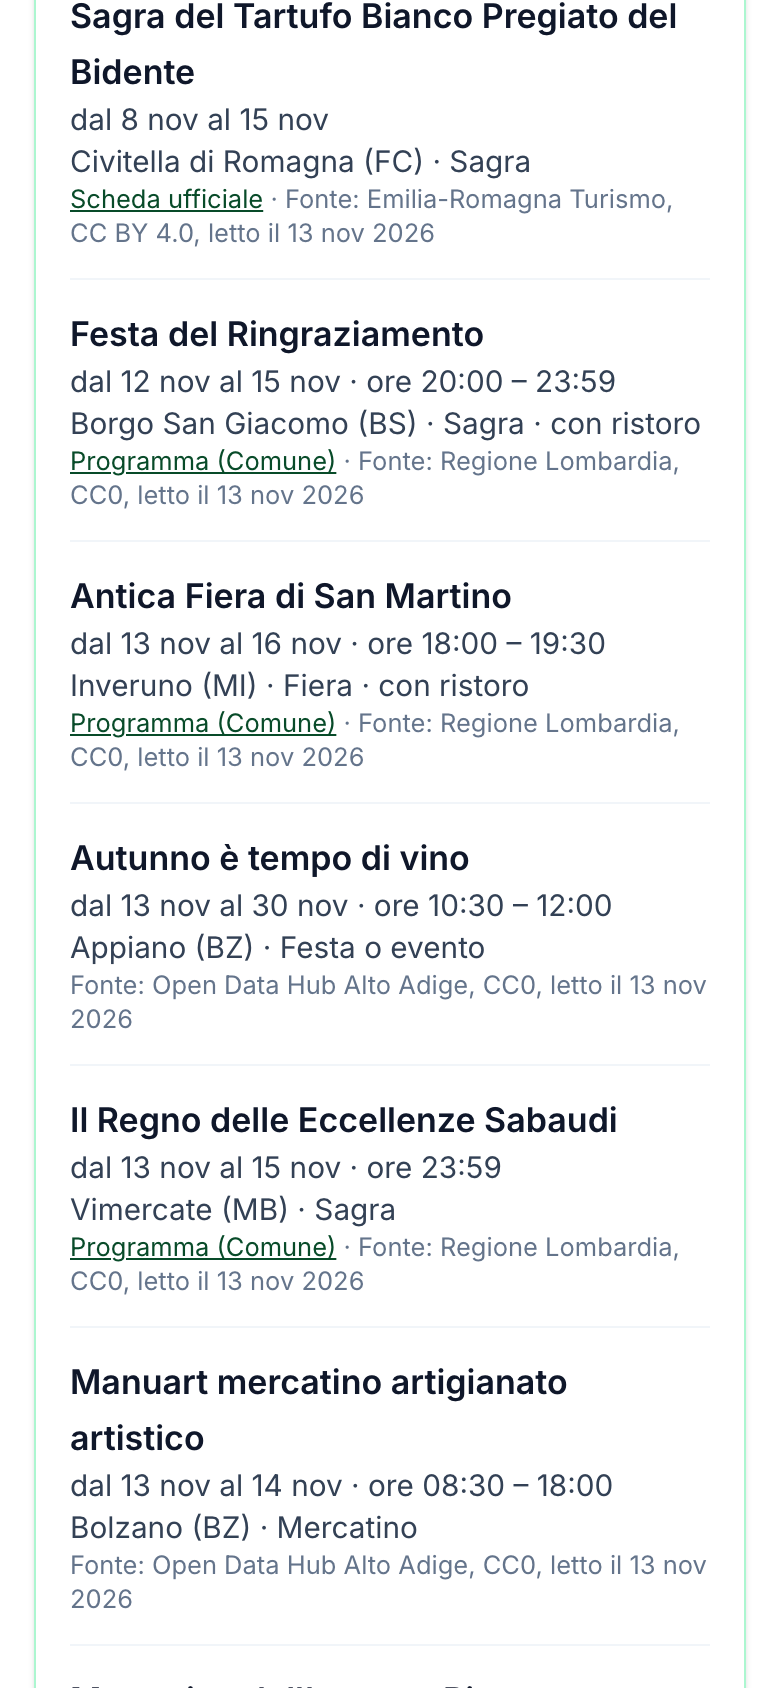 Sagra del Tartufo Bianco Pregiato del
Bidente
dal 8 nov al 15 nov
Civitella di Romagna (FC) · Sagra
Scheda ufficiale · Fonte: Emilia-Romagna Turismo,
CC BY 4.0, letto il 13 nov 2026
Festa del Ringraziamento
dal 12 nov al 15 nov · ore 20:00 – 23:59
Borgo San Giacomo (BS) · Sagra · con ristoro
Programma (Comune) · Fonte: Regione Lombardia,
CC0, letto il 13 nov 2026
Antica Fiera di San Martino
dal 13 nov al 16 nov · ore 18:00 – 19:30
Inveruno (MI) · Fiera · con ristoro
Programma (Comune) · Fonte: Regione Lombardia,
CC0, letto il 13 nov 2026
Autunno è tempo di vino
dal 13 nov al 30 nov · ore 10:30 – 12:00
Appiano (BZ) · Festa o evento
Fonte: Open Data Hub Alto Adige, CC0, letto il 13 nov
2026
Il Regno delle Eccellenze Sabaudi
dal 13 nov al 15 nov · ore 23:59
Vimercate (MB) · Sagra
Programma (Comune) · Fonte: Regione Lombardia,
CC0, letto il 13 nov 2026
Manuart mercatino artigianato
artistico
dal 13 nov al 14 nov · ore 08:30 – 18:00
Bolzano (BZ) · Mercatino
Fonte: Open Data Hub Alto Adige, CC0, letto il 13 nov
2026